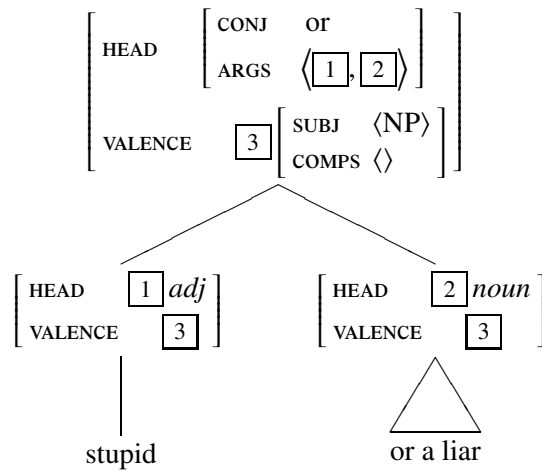 HEAD [CONJ or
ARGS ⟨[1], [2]⟩]
VALENCE [3] [SUBJ ⟨NP⟩
COMPS ⟨⟩]
[HEAD [1] adj [HEAD [2] noun
VALENCE [3]] VALENCE [3]]
stupid or a liar